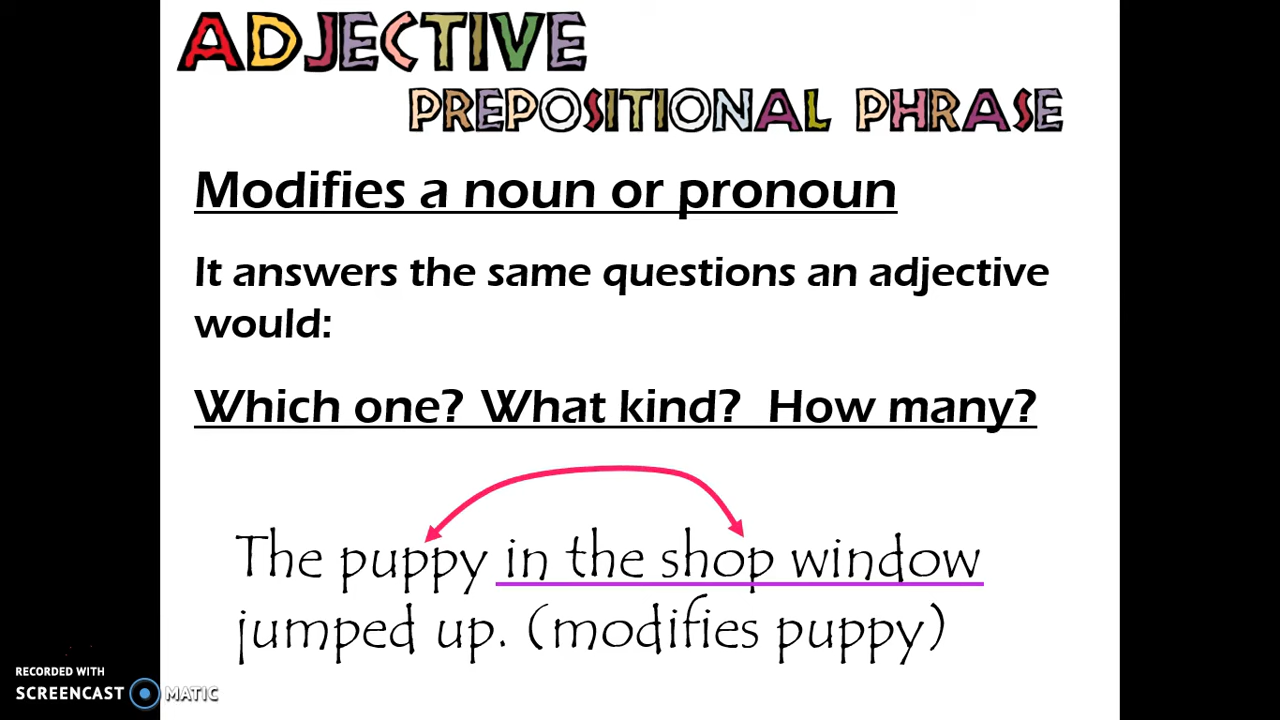 ADJECTIVE
PREPOSITIONAL PHRASE
Modifies a noun or pronoun
It answers the same questions an adjective
would:
Which one? What kind? How many?
The puppy in the shop window
jumped up. (modifies puppy)
RECORDED WITH
SCREENCAST MATIC